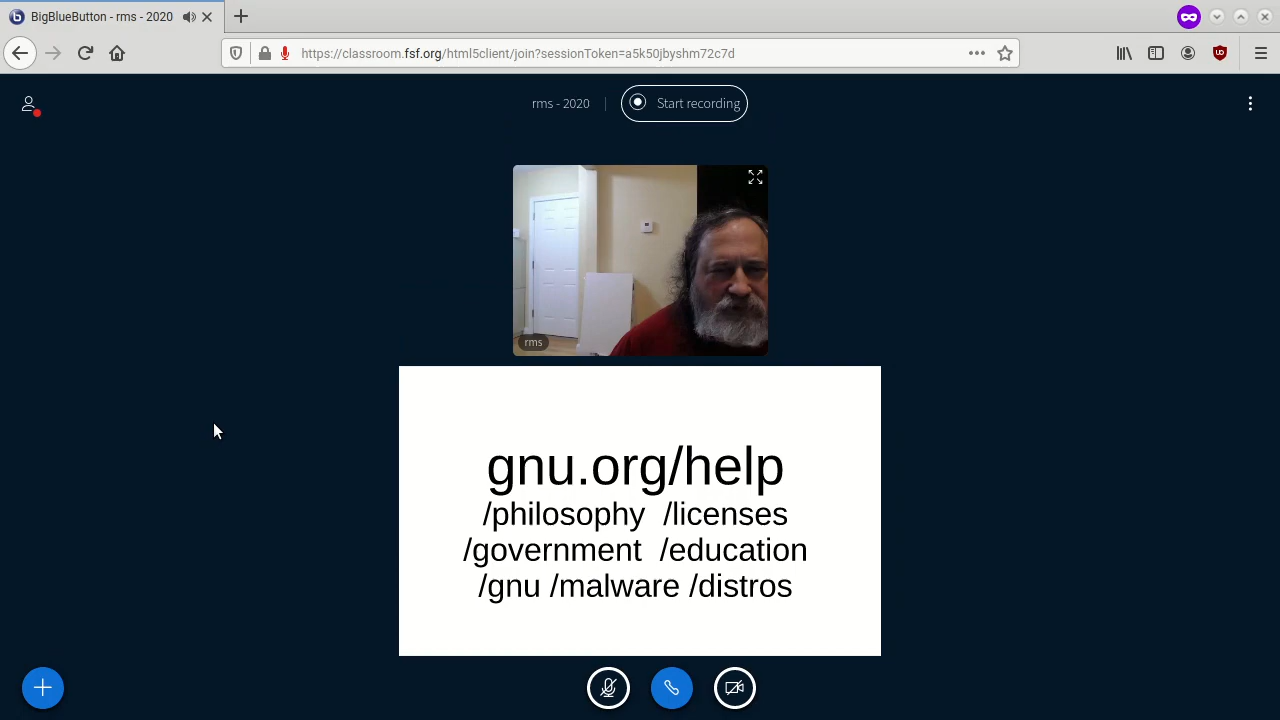 BigBlueButton - rms - 2020
https://classroom.fsf.org/html5client/join?sessionToken=a5k50jbyshm72c7d
rms - 2020
Start recording
rms
gnu.org/help
/philosophy /licenses
/government /education
/gnu /malware /distros